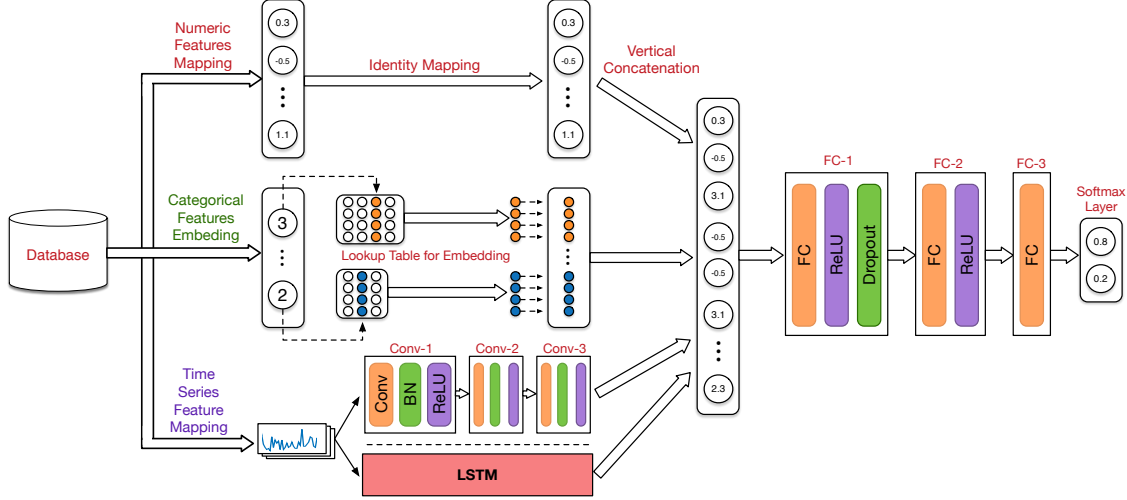 Numeric
Features
Mapping
0.3
-0.5
1.1
Identity Mapping
0.3
-0.5
1.1
Vertical
Concatenation
Categorical
Features
Embeding
3
2
Lookup Table for Embedding
Database
Time
Series
Feature
Mapping
Conv-1
Conv
BN
ReLU
Conv-2
Conv-3
LSTM
0.3
-0.5
3.1
-0.5
-0.5
3.1
2.3
FC-1
FC
ReLU
Dropout
FC-2
FC
ReLU
FC-3
FC
Softmax
Layer
0.8
0.2